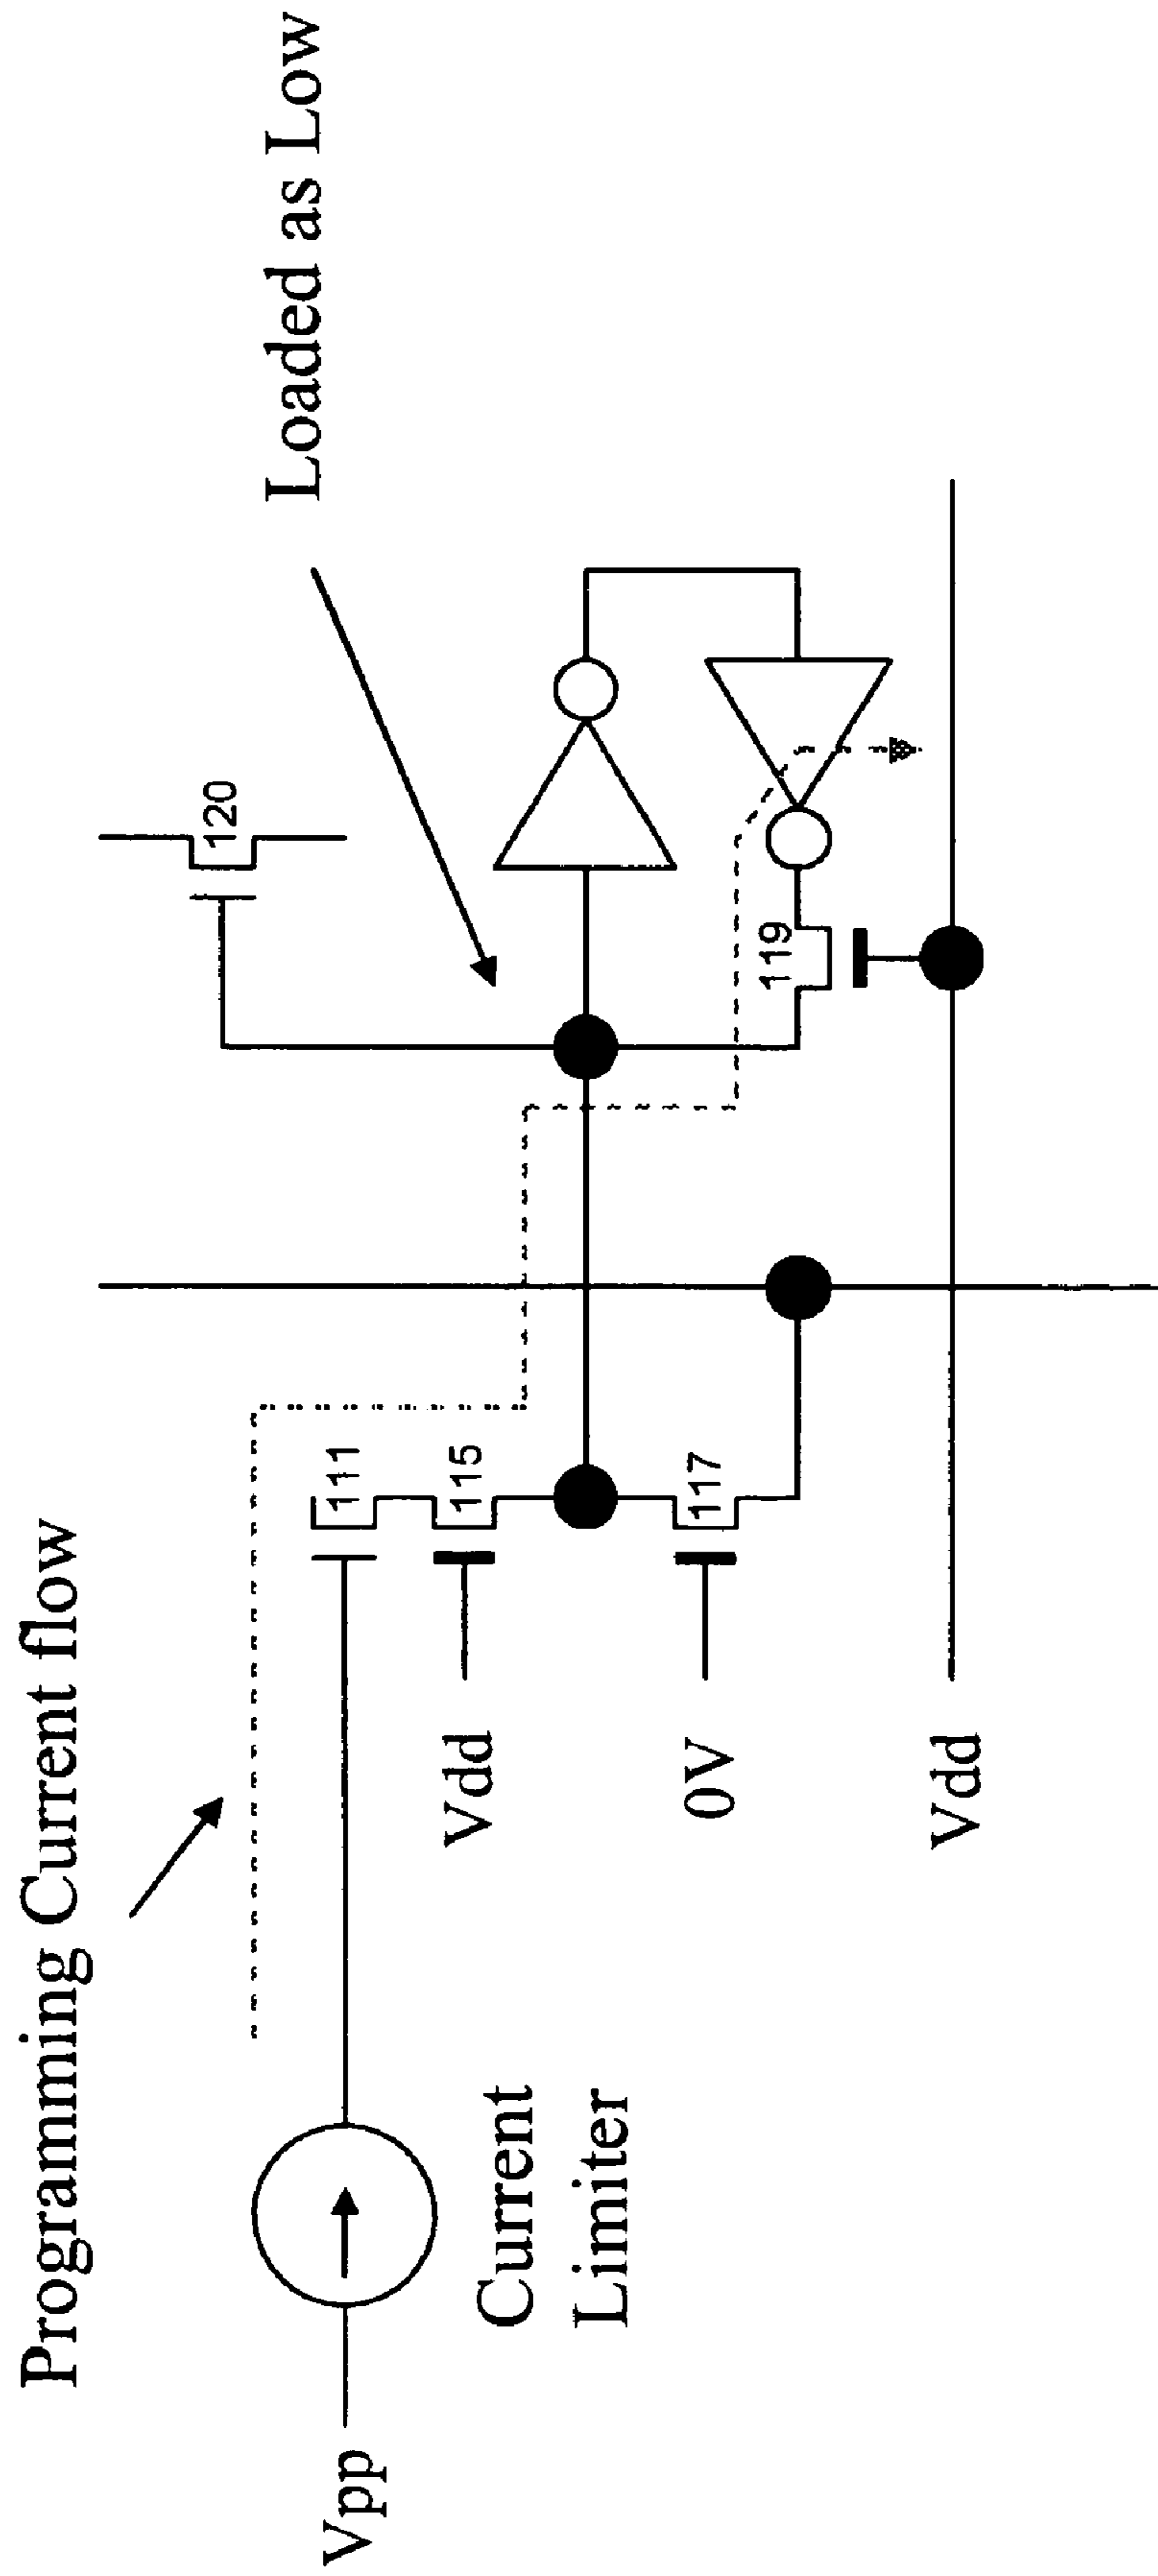 Programming Current flow
Loaded as Low
120
Vpp
Current
Limiter
111
Vdd
115
0V
117
119
Vdd